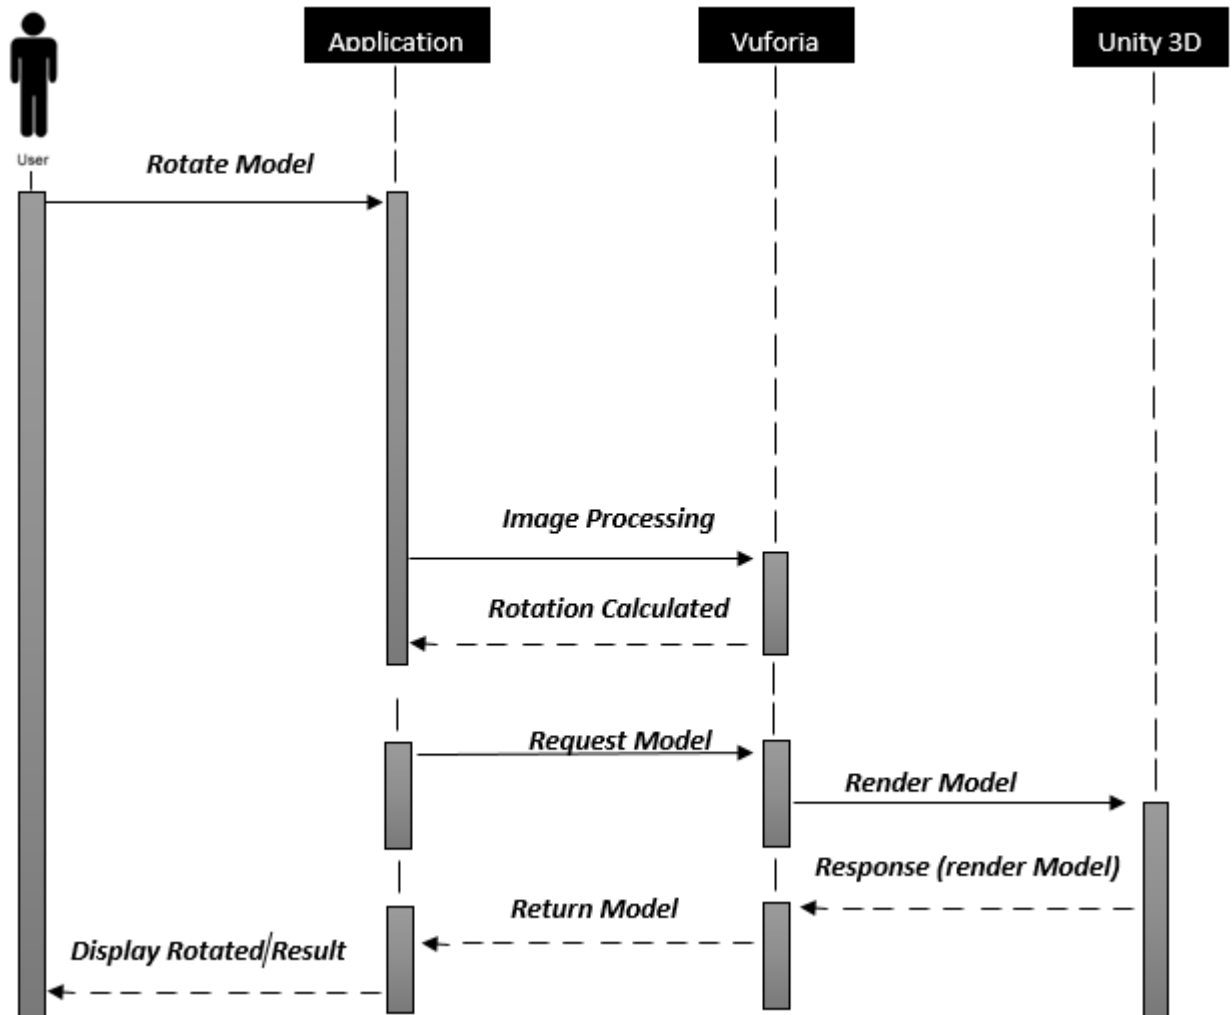 Application
Vuforia
Unity 3D
User
Rotate Model
Image Processing
Rotation Calculated
Request Model
Render Model
Response (render Model)
Return Model
Display Rotated/Result